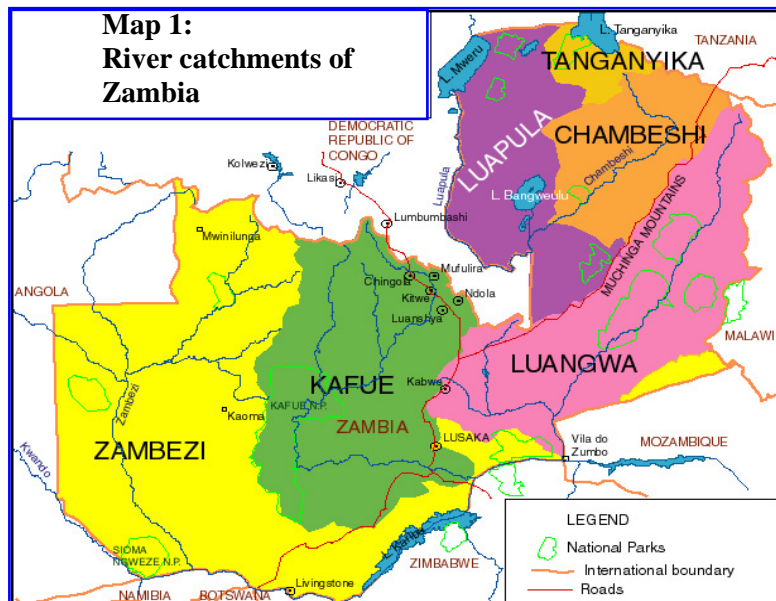 Map 1:
River catchments of
Zambia
L. Tanganyika
TANZANIA
L. Mweru
TANGANYIKA
LUAPULA
CHAMBESHI
DEMOCRATIC
REPUBLIC OF
CONGO
Kolwezi
Likasi
Luapula
Chambeshi
L. Bangweulu
Lumbumbashi
MUCHINGA MOUNTAINS
Mwinilunga
Mufulira
Chingola
Kitwe
Ndola
Luanshya
ANGOLA
MALAWI
LUANGWA
KAFUE
Kabwe
KAFUE N.P.
Zambezi
Kaoma
ZAMBIA
LUSAKA
ZAMBEZI
Vila do
Zumbo
MOZAMBIQUE
Kwando
LEGEND
National Parks
International boundary
Roads
SIOMA
NGWEZE N.P.
L. Kariba
ZIMBABWE
Livingstone
NAMIBIA
BOTSWANA